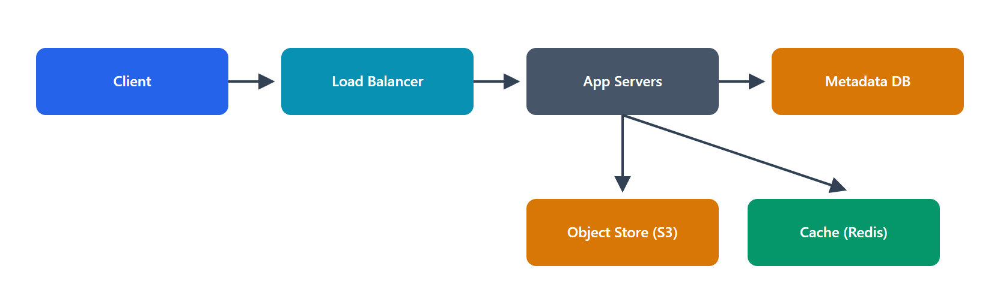 Client
Load Balancer
App Servers
Metadata DB
Object Store (S3)
Cache (Redis)